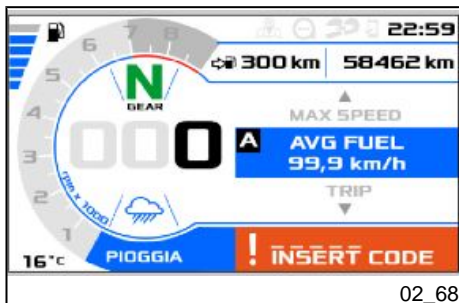 22:59
8
7
6
5
4
3
2
1
rpm x 1000
N
GEAR
300 km
58462 km
MAX SPEED
000
A
AVG FUEL
99,9 km/h
TRIP
16°C
PIOGGIA
! INSERT CODE
02_68